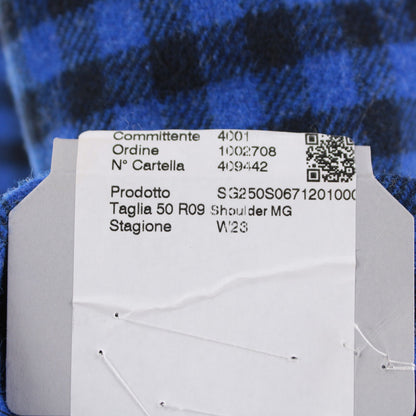 Committente 4001
Ordine 1002708
N° Cartella 409442
Prodotto SG250S0671201000
Taglia 50 R09 Shoulder MG
Stagione W23